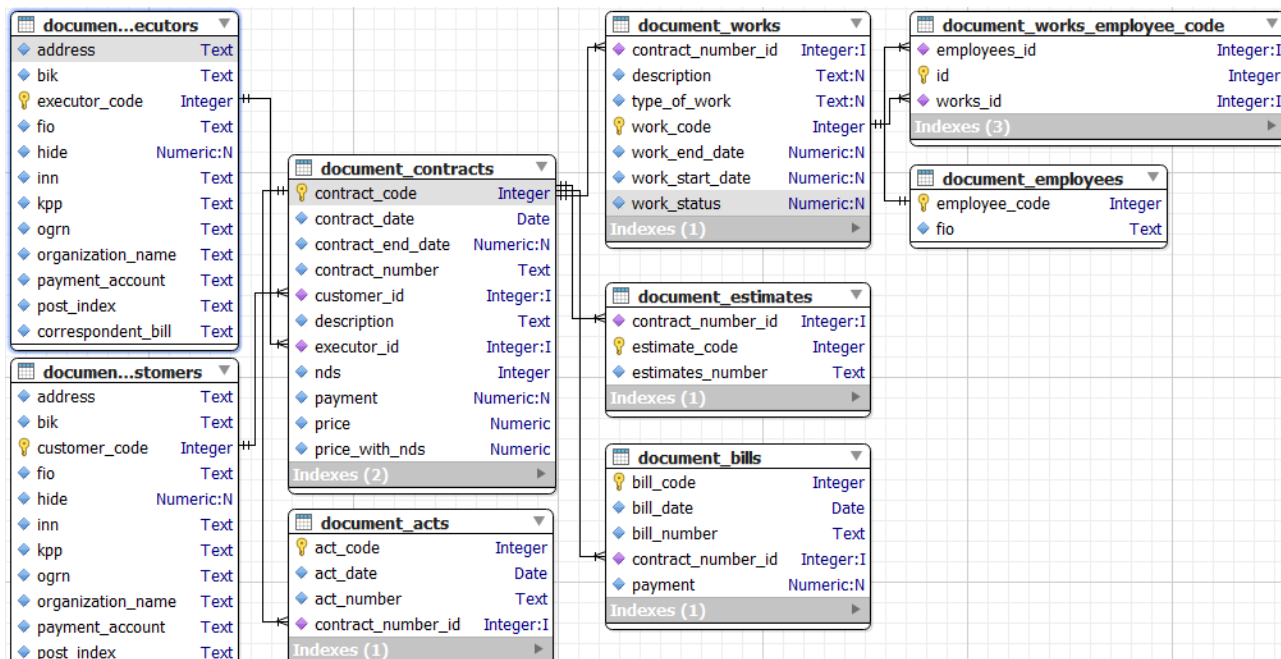 documen...ecutors
address Text
bik Text
executor_code Integer
fio Text
hide Numeric:N
inn Text
kpp Text
ogrn Text
organization_name Text
payment_account Text
post_index Text
correspondent_bill Text
documen...stomers
address Text
bik Text
customer_code Integer
fio Text
hide Numeric:N
inn Text
kpp Text
ogrn Text
organization_name Text
payment_account Text
post_index Text
document_contracts
contract_code Integer
contract_date Date
contract_end_date Numeric:N
contract_number Text
customer_id Integer:I
description Text
executor_id Integer:I
nds Integer
payment Numeric:N
price Numeric
price_with_nds Numeric
Indexes (2)
document_acts
act_code Integer
act_date Date
act_number Text
contract_number_id Integer:I
Indexes (1)
document_works
contract_number_id Integer:I
description Text:N
type_of_work Text:N
work_code Integer
work_end_date Numeric:N
work_start_date Numeric:N
work_status Numeric:N
Indexes (1)
document_estimates
contract_number_id Integer:I
estimate_code Integer
estimates_number Text
Indexes (1)
document_bills
bill_code Integer
bill_date Date
bill_number Text
contract_number_id Integer:I
payment Numeric:N
Indexes (1)
document_works_employee_code
employees_id Integer:I
id Integer
works_id Integer:I
Indexes (3)
document_employees
employee_code Integer
fio Text